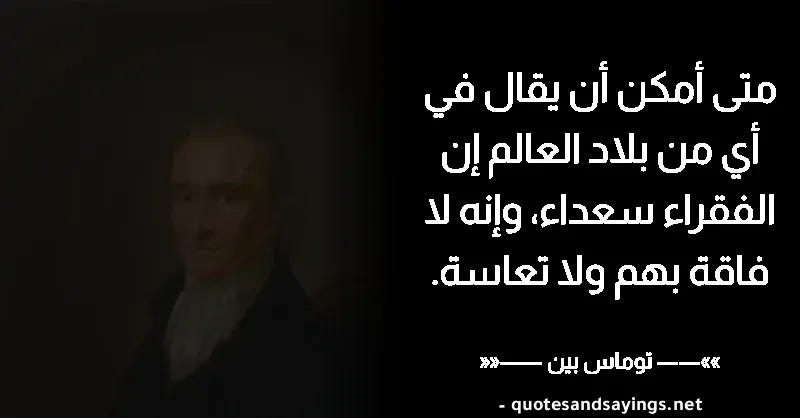 متى أمكن أن يقال في
أي من بلاد العالم إن
الفقراء سعداء، وإنه لا
فاقة بهم ولا تعاسة.
»»—— توماس بين ——««
- quotesandsayings.net